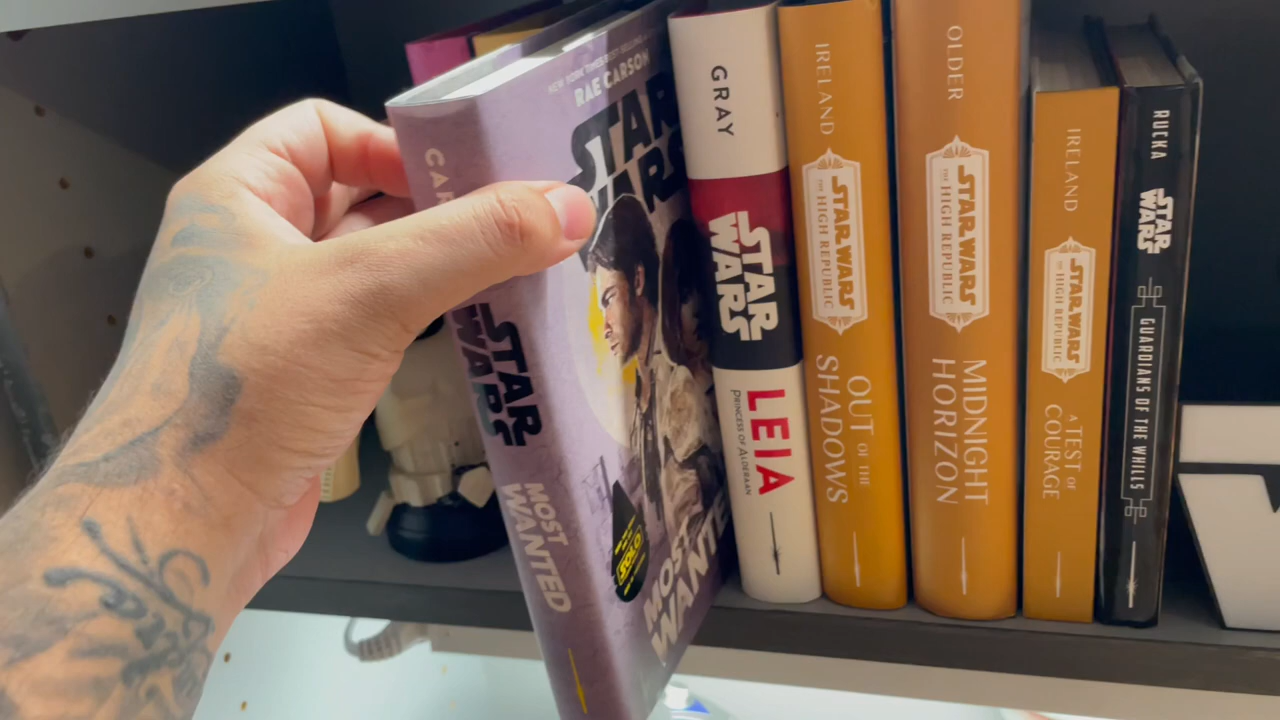 NEW YORK TIMES BEST-SELLING
RAE CARSON
STAR
WARS
MOST
WANTED
SOLO
CAR
STAR
WARS
MOST
WANTED
GRAY
STAR
WARS
LEIA
PRINCESS OF ALDERAAN
IRELAND
STAR WARS
THE HIGH REPUBLIC
OUT OF THE
SHADOWS
OLDER
STAR WARS
THE HIGH REPUBLIC
MIDNIGHT
HORIZON
IRELAND
STAR WARS
THE HIGH REPUBLIC
A TEST OF
COURAGE
RUCKA
STAR
WARS
GUARDIANS OF THE WHILLS